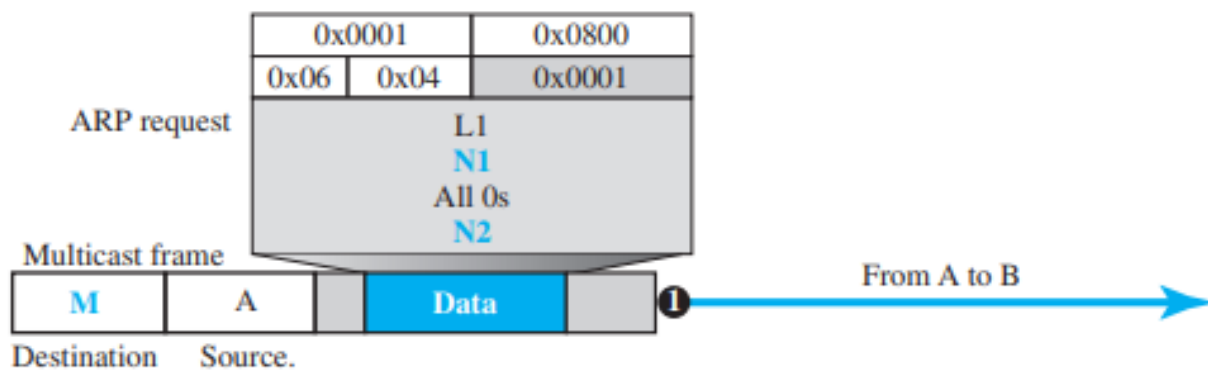 0x0001 0x0800
0x06 0x04 0x0001
ARP request
L1
N1
All 0s
N2
Multicast frame
M A Data 1 From A to B
Destination Source.